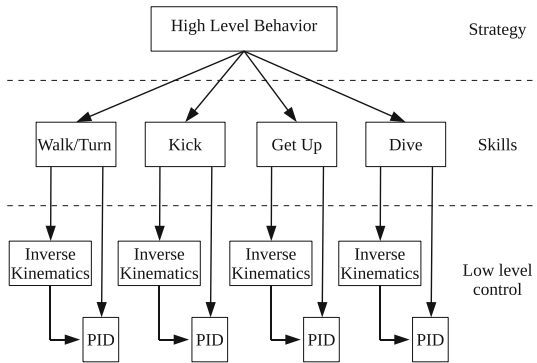 High Level Behavior
Strategy
Walk/Turn
Kick
Get Up
Dive
Skills
Inverse
Kinematics
Inverse
Kinematics
Inverse
Kinematics
Inverse
Kinematics
Low level
control
PID
PID
PID
PID